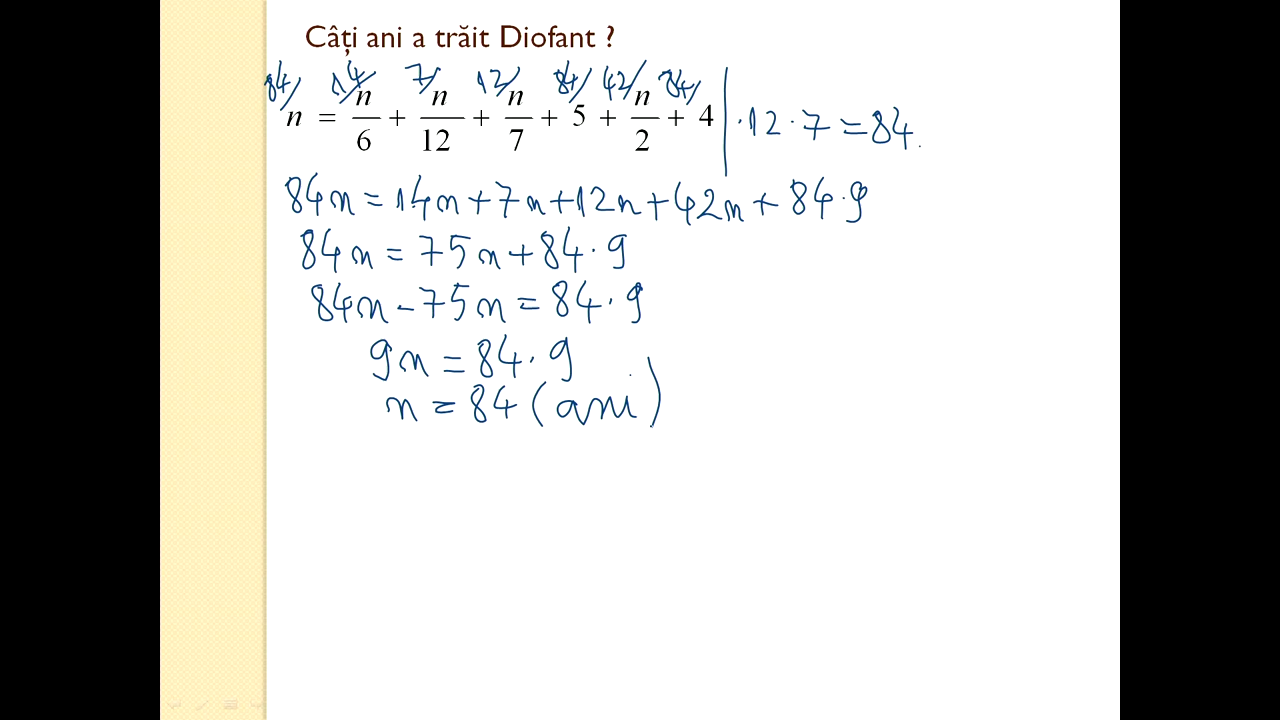 Câți ani a trăit Diofant ?
84/ 14/ 7/ 12/ 84/ 42/ 84/
n = n/6 + n/12 + n/7 + 5 + n/2 + 4 | ·12·7=84
84n=14n+7n+12n+42n+84·9
84n=75n+84·9
84n-75n=84·9
9n=84·9
n=84(ani)